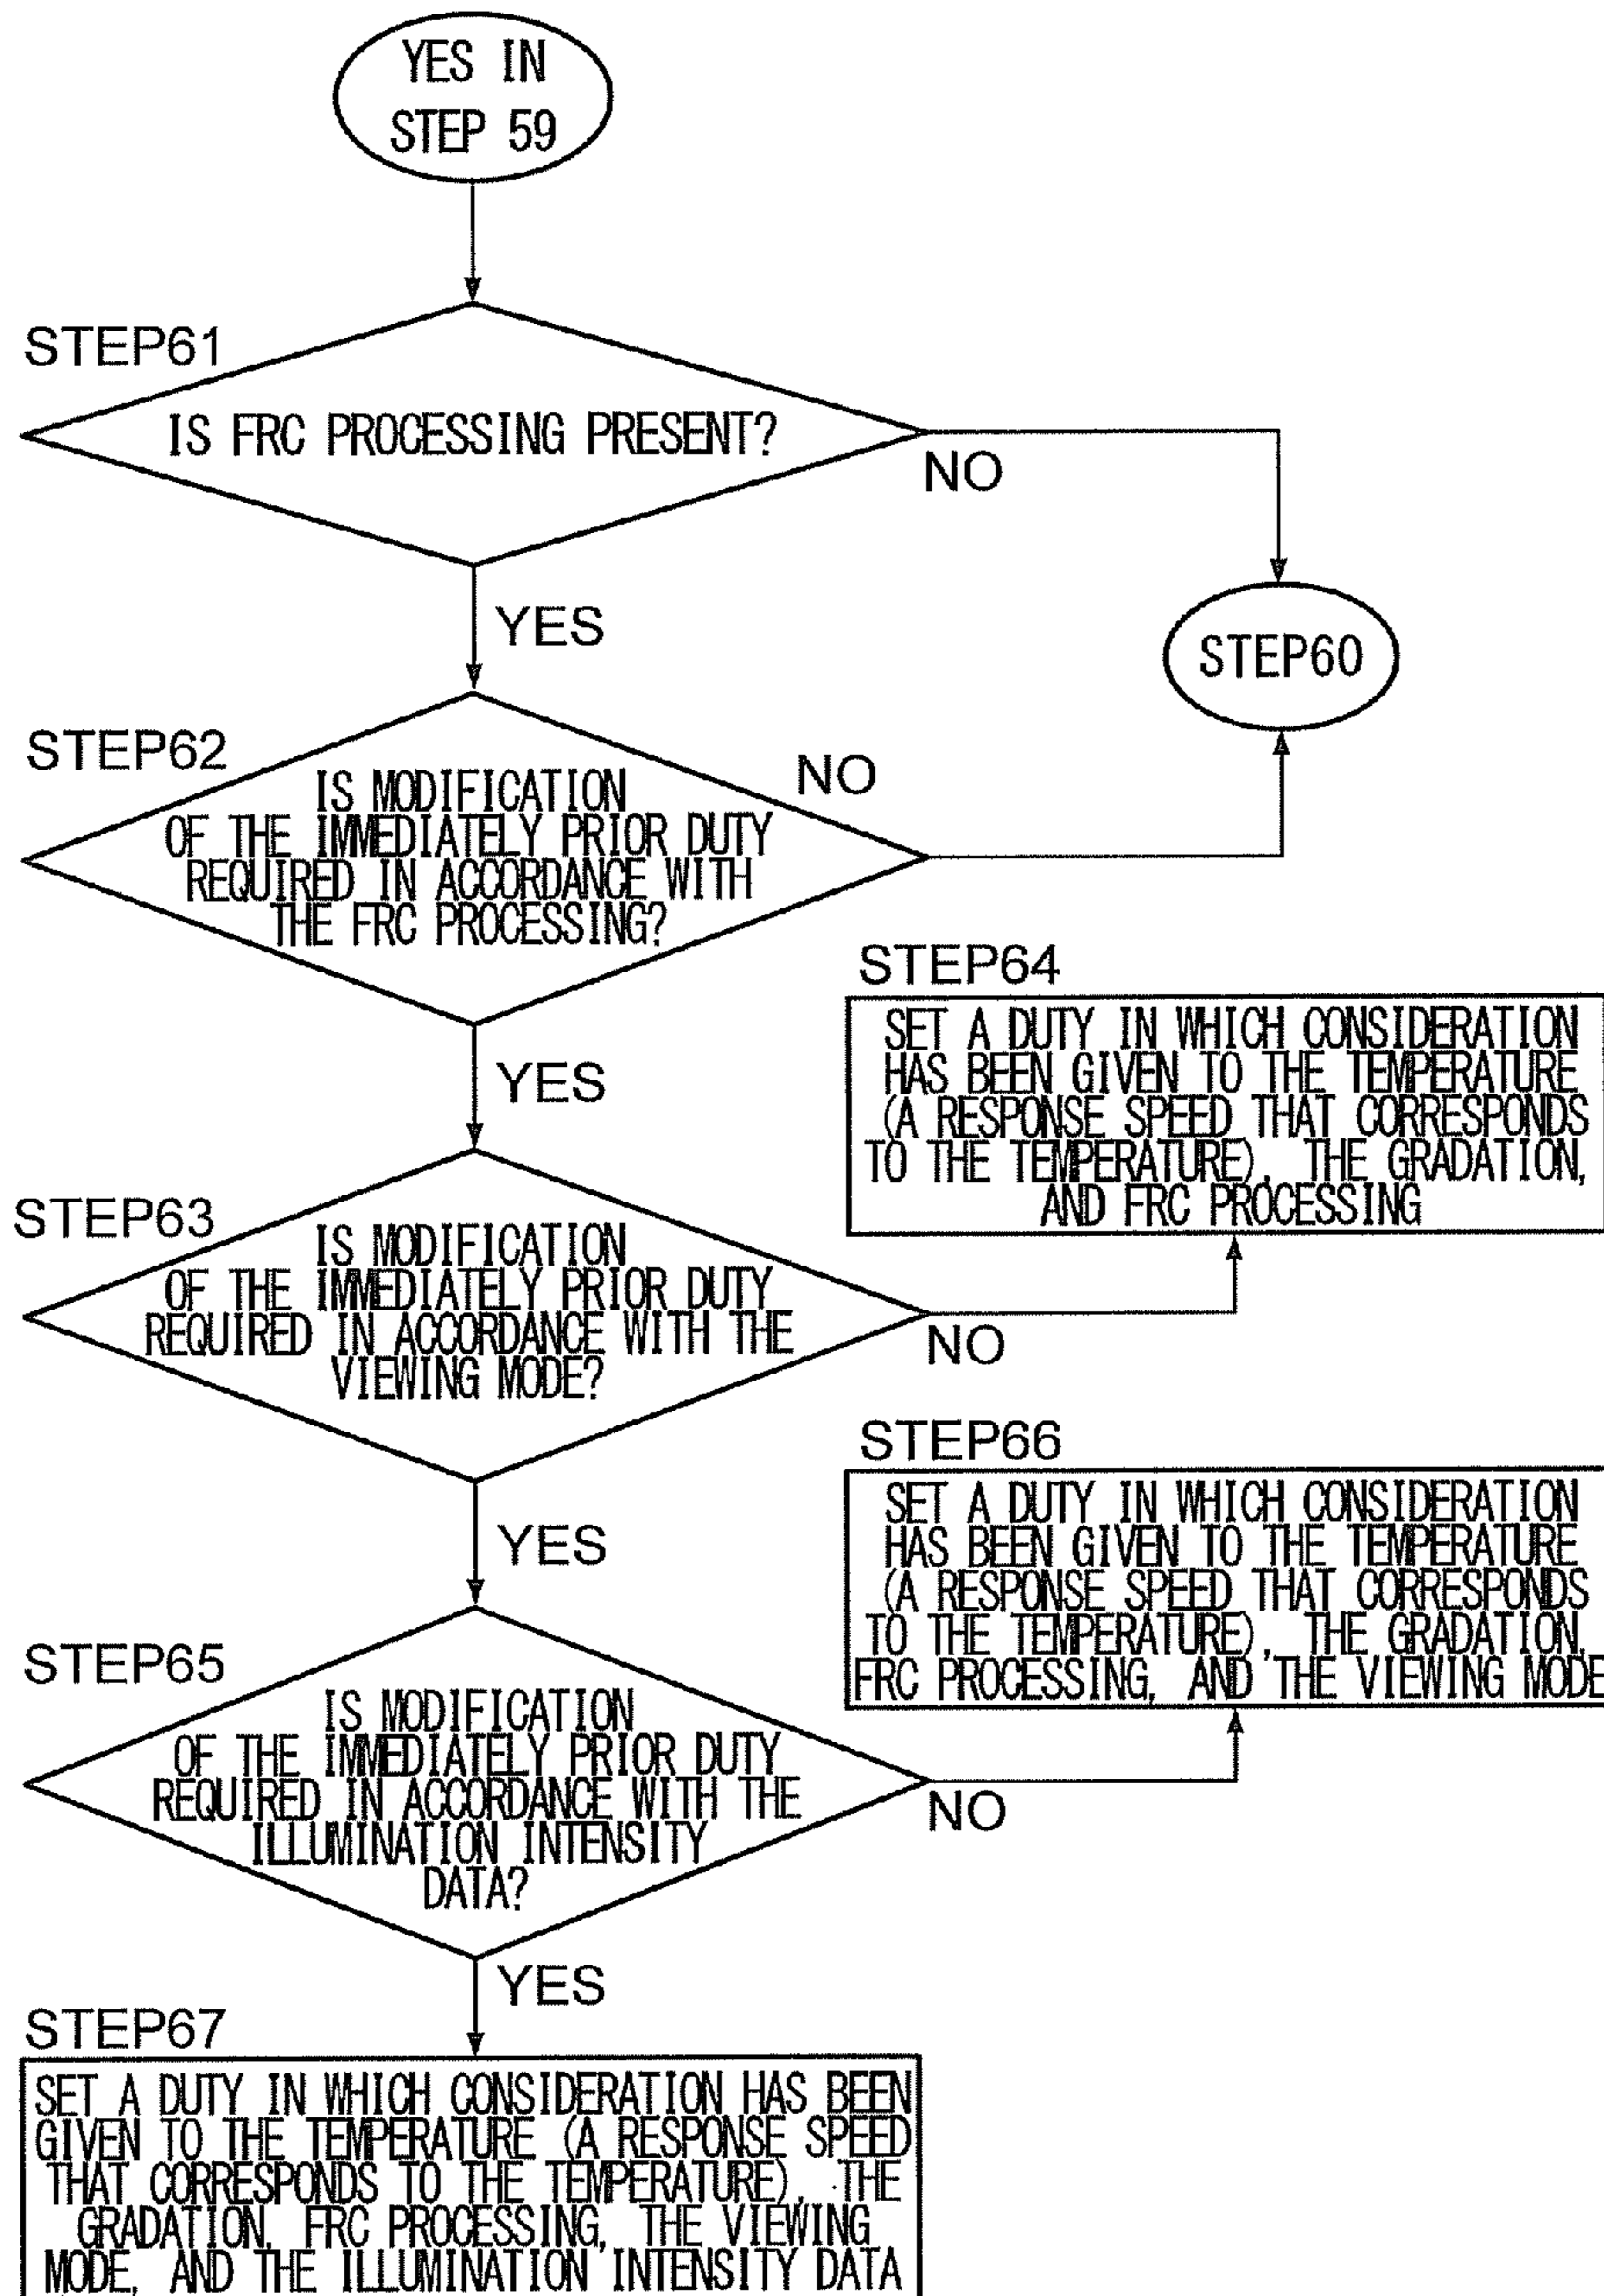 YES IN
STEP 59
STEP61
IS FRC PROCESSING PRESENT?
NO
YES
STEP60
STEP62
NO
IS MODIFICATION
OF THE IMMEDIATELY PRIOR DUTY
REQUIRED IN ACCORDANCE WITH
THE FRC PROCESSING?
YES
STEP64
SET A DUTY IN WHICH CONSIDERATION
HAS BEEN GIVEN TO THE TEMPERATURE
(A RESPONSE SPEED THAT CORRESPONDS
TO THE TEMPERATURE), THE GRADATION,
AND FRC PROCESSING
STEP63
IS MODIFICATION
OF THE IMMEDIATELY PRIOR DUTY
REQUIRED IN ACCORDANCE WITH THE
VIEWING MODE?
NO
YES
STEP66
SET A DUTY IN WHICH CONSIDERATION
HAS BEEN GIVEN TO THE TEMPERATURE
(A RESPONSE SPEED THAT CORRESPONDS
TO THE TEMPERATURE), THE GRADATION,
FRC PROCESSING, AND THE VIEWING MODE
STEP65
IS MODIFICATION
OF THE IMMEDIATELY PRIOR DUTY
REQUIRED IN ACCORDANCE WITH THE
ILLUMINATION INTENSITY
DATA?
NO
YES
STEP67
SET A DUTY IN WHICH CONSIDERATION HAS BEEN
GIVEN TO THE TEMPERATURE (A RESPONSE SPEED
THAT CORRESPONDS TO THE TEMPERATURE), THE
GRADATION, FRC PROCESSING, THE VIEWING
MODE, AND THE ILLUMINATION INTENSITY DATA